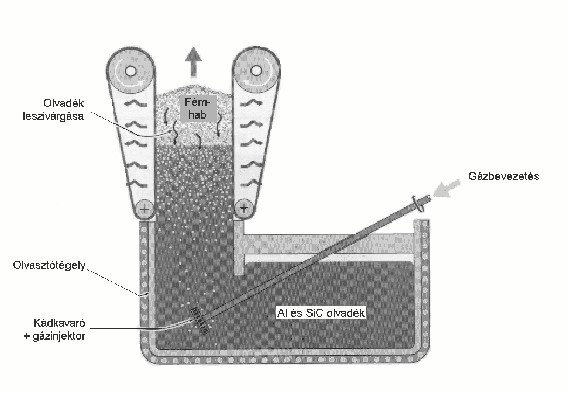 Olvadék
leszivárgása
Fém-
hab
Gázbevezetés
Olvasztótégely
Al és SiC olvadék
Kádkavaró
+ gázinjektor